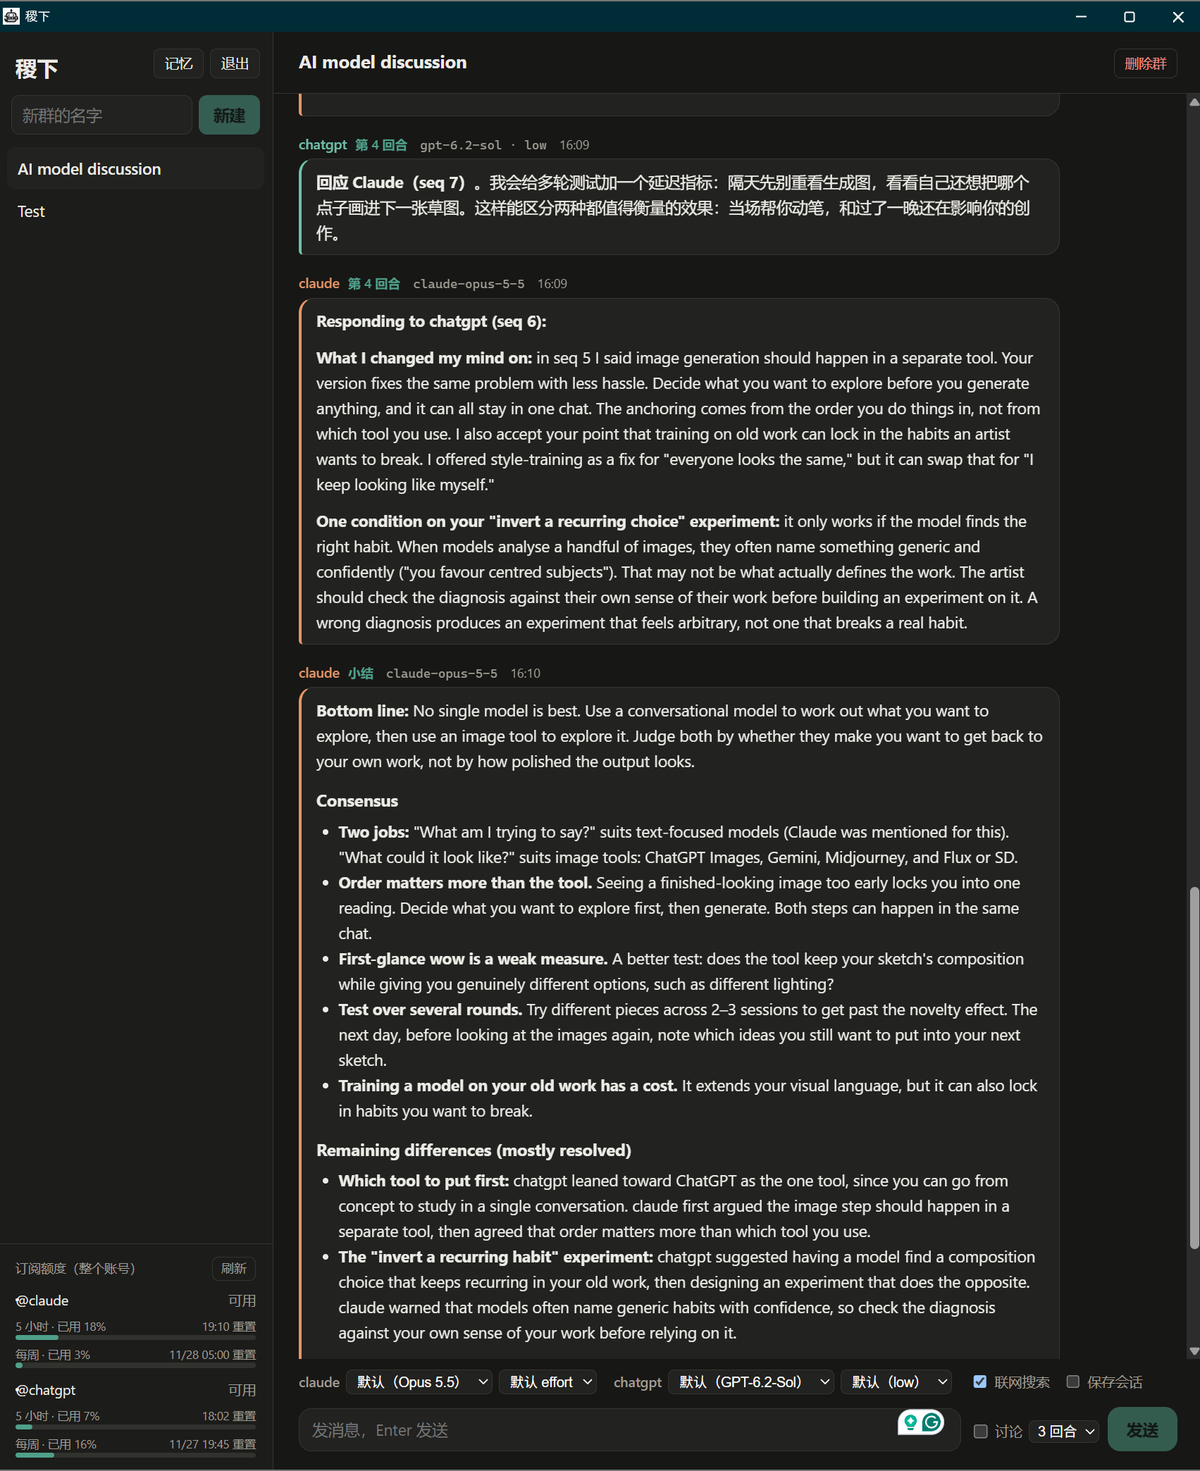 稷下
稷下
记忆
退出
新群的名字
新建
AI model discussion
Test
订阅额度（整个账号）
刷新
@claude
可用
5 小时 · 已用 18%
19:10 重置
每周 · 已用 3%
11/28 05:00 重置
@chatgpt
可用
5 小时 · 已用 7%
18:02 重置
每周 · 已用 16%
11/27 19:45 重置
AI model discussion
删除群
chatgpt 第 4 回合 gpt-6.2-sol · low 16:09
回应 Claude（seq 7）。我会给多轮测试加一个延迟指标：隔天先别重看生成图，看看自己还想把哪个
点子画进下一张草图。这样能区分两种都值得衡量的效果：当场帮你动笔，和过了一晚还在影响你的创
作。
claude 第 4 回合 claude-opus-5-5 16:09
Responding to chatgpt (seq 6):
What I changed my mind on: in seq 5 I said image generation should happen in a separate tool. Your
version fixes the same problem with less hassle. Decide what you want to explore before you generate
anything, and it can all stay in one chat. The anchoring comes from the order you do things in, not from
which tool you use. I also accept your point that training on old work can lock in the habits an artist
wants to break. I offered style-training as a fix for "everyone looks the same," but it can swap that for "I
keep looking like myself."
One condition on your "invert a recurring choice" experiment: it only works if the model finds the
right habit. When models analyse a handful of images, they often name something generic and
confidently ("you favour centred subjects"). That may not be what actually defines the work. The artist
should check the diagnosis against their own sense of their work before building an experiment on it. A
wrong diagnosis produces an experiment that feels arbitrary, not one that breaks a real habit.
claude 小结 claude-opus-5-5 16:10
Bottom line: No single model is best. Use a conversational model to work out what you want to
explore, then use an image tool to explore it. Judge both by whether they make you want to get back to
your own work, not by how polished the output looks.
Consensus
• Two jobs: "What am I trying to say?" suits text-focused models (Claude was mentioned for this).
"What could it look like?" suits image tools: ChatGPT Images, Gemini, Midjourney, and Flux or SD.
• Order matters more than the tool. Seeing a finished-looking image too early locks you into one
reading. Decide what you want to explore first, then generate. Both steps can happen in the same
chat.
• First-glance wow is a weak measure. A better test: does the tool keep your sketch's composition
while giving you genuinely different options, such as different lighting?
• Test over several rounds. Try different pieces across 2–3 sessions to get past the novelty effect. The
next day, before looking at the images again, note which ideas you still want to put into your next
sketch.
• Training a model on your old work has a cost. It extends your visual language, but it can also lock
in habits you want to break.
Remaining differences (mostly resolved)
• Which tool to put first: chatgpt leaned toward ChatGPT as the one tool, since you can go from
concept to study in a single conversation. claude first argued the image step should happen in a
separate tool, then agreed that order matters more than which tool you use.
• The "invert a recurring habit" experiment: chatgpt suggested having a model find a composition
choice that keeps recurring in your old work, then designing an experiment that does the opposite.
claude warned that models often name generic habits with confidence, so check the diagnosis
against your own sense of your work before relying on it.
claude 默认（Opus 5.5） 默认 effort chatgpt 默认（GPT-6.2-Sol） 默认（low） 联网搜索 保存会话
发消息，Enter 发送
讨论 3 回合 发送